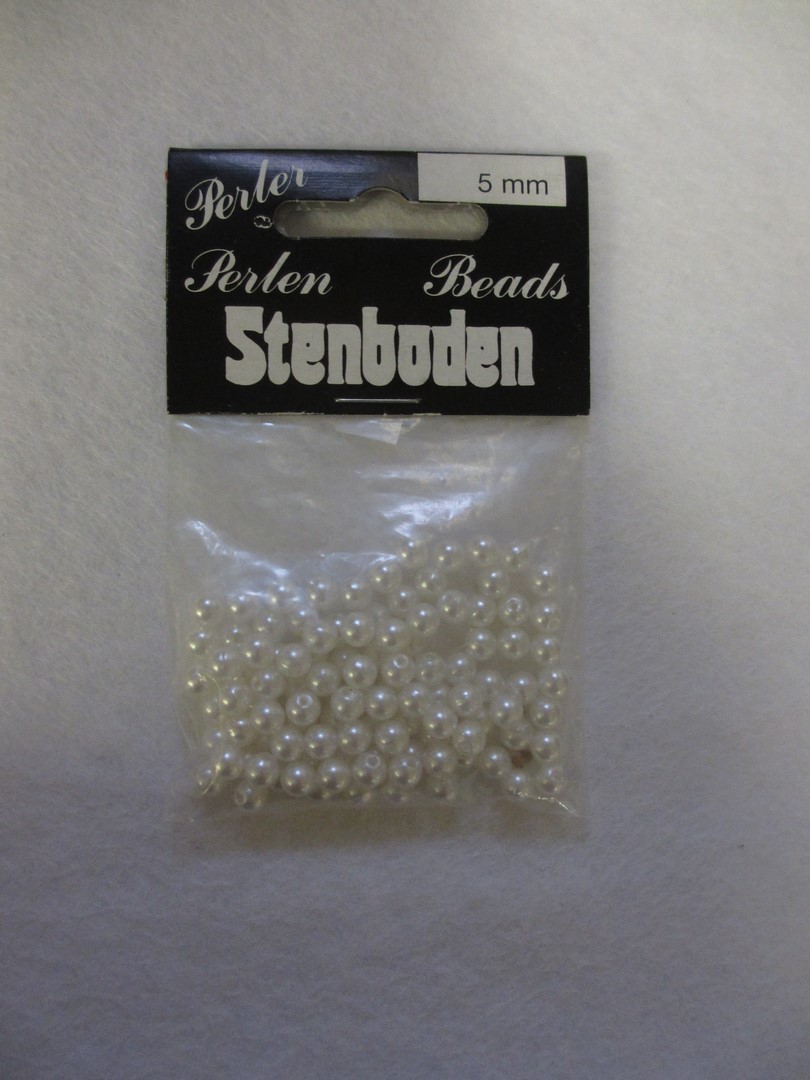 Perler
5 mm
Perlen Beads
Stenboden